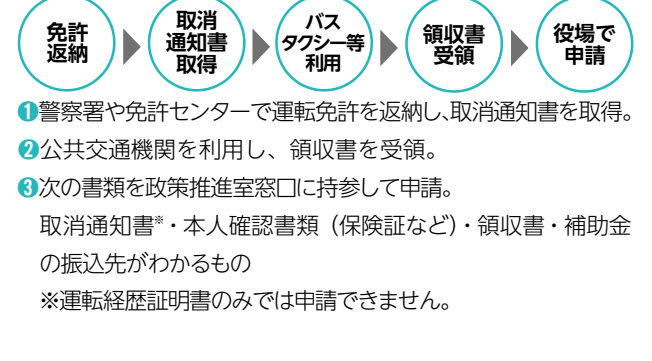 免許
返納
取消
通知書
取得
バス
タクシー等
利用
領収書
受領
役場で
申請
❶警察署や免許センターで運転免許を返納し、取消通知書を取得。
❷公共交通機関を利用し、領収書を受領。
❸次の書類を政策推進室窓口に持参して申請。
取消通知書※・本人確認書類（保険証など）・領収書・補助金
の振込先がわかるもの
※運転経歴証明書のみでは申請できません。